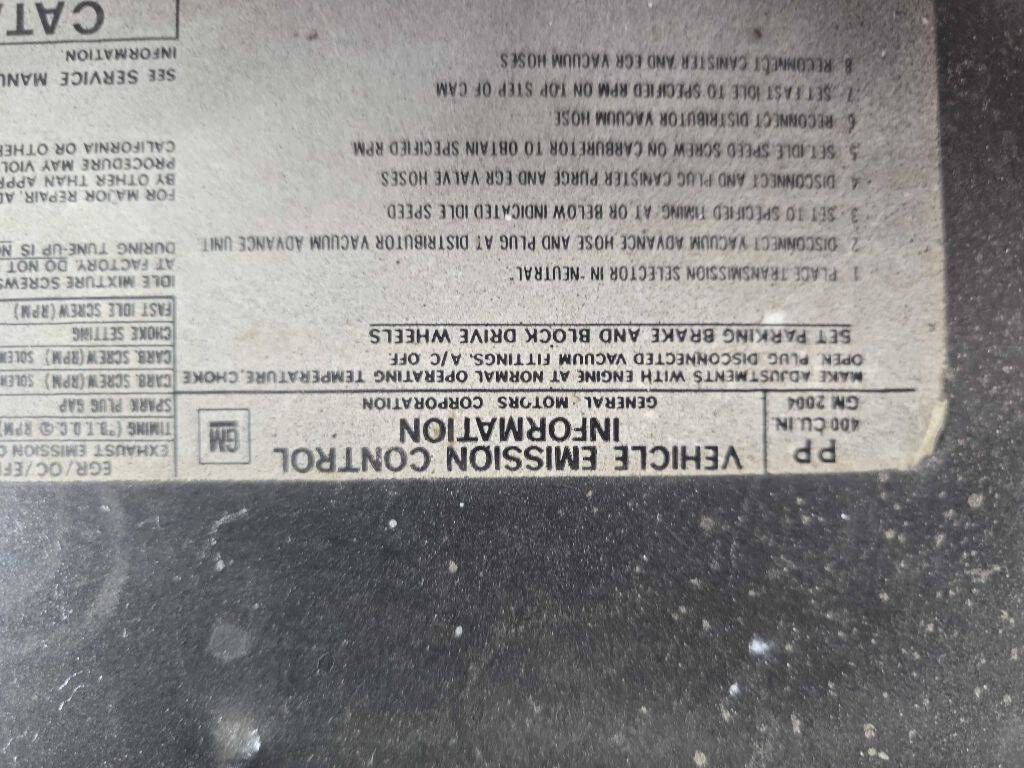 PP
400 CU.IN.
GM 2004
VEHICLE EMISSION CONTROL
INFORMATION
GENERAL MOTORS CORPORATION
GM
MAKE ADJUSTMENTS WITH ENGINE AT NORMAL OPERATING TEMPERATURE, CHOKE
OPEN. PLUG DISCONNECTED VACUUM FITTINGS. A/C OFF.
SET PARKING BRAKE AND BLOCK DRIVE WHEELS
1. PLACE TRANSMISSION SELECTOR IN "NEUTRAL".
2. DISCONNECT VACUUM ADVANCE HOSE AND PLUG AT DISTRIBUTOR VACUUM ADVANCE UNIT
3. SET TO SPECIFIED TIMING AT OR BELOW INDICATED IDLE SPEED
4. DISCONNECT AND PLUG CANISTER PURGE AND EGR VALVE HOSES
5. SET IDLE SPEED SCREW ON CARBURETOR TO OBTAIN SPECIFIED RPM
6. RECONNECT DISTRIBUTOR VACUUM HOSE
7. SET FAST IDLE TO SPECIFIED RPM ON TOP STEP OF CAM
8. RECONNECT CANISTER AND EGR VACUUM HOSES
EGR/OC/EF
EXHAUST EMISSION
TIMING (°B.T.D.C.@ RPM)
SPARK PLUG GAP
CARB. SCREW(RPM) SOLEN
CARB. SCREW(RPM) SOLEN
CHOKE SETTING
FAST IDLE SCREW(RPM)
IDLE MIXTURE SCREWS
AT FACTORY. DO NOT
DURING TUNE-UP IS
FOR MAJOR REPAIR, AD
BY OTHER THAN APPR
PROCEDURE MAY VIOL
CALIFORNIA OR OTHER
SEE SERVICE MANU
INFORMATION.
CATA